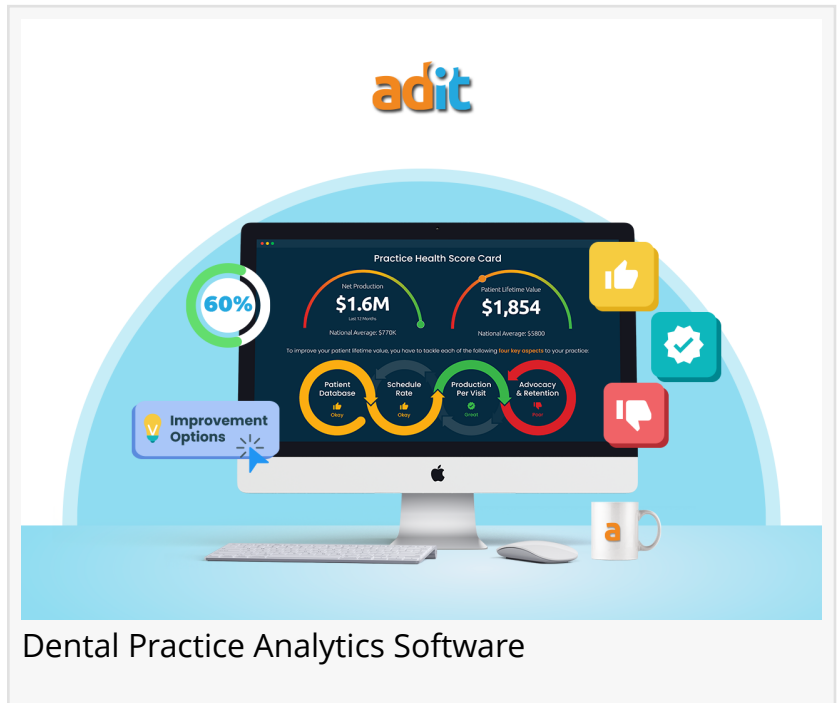 adit
Practice Health Score Card
Net Production
$1.6M
Last 12 Months
National Average: $770K
Patient Lifetime Value
$1,854
National Average: $5800
To improve your patient lifetime value, you have to tackle each of the following four key aspects to your practice:
Patient
Database
Okay
Schedule
Rate
Okay
Production
Per Visit
Great
Advocacy
& Retention
Poor
60%
Improvement
Options
a
Dental Practice Analytics Software